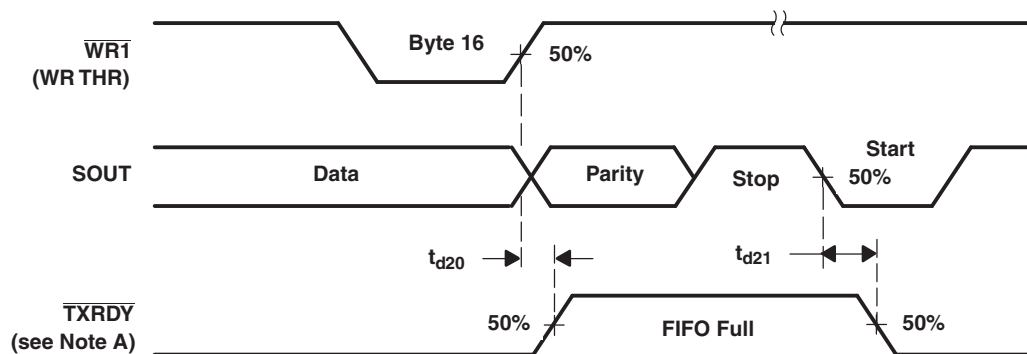 WR1
(WR THR)
Byte 16
50%
SOUT
Data
Parity
Stop
Start
50%
td20
td21
TXRDY
(see Note A)
50%
FIFO Full
50%